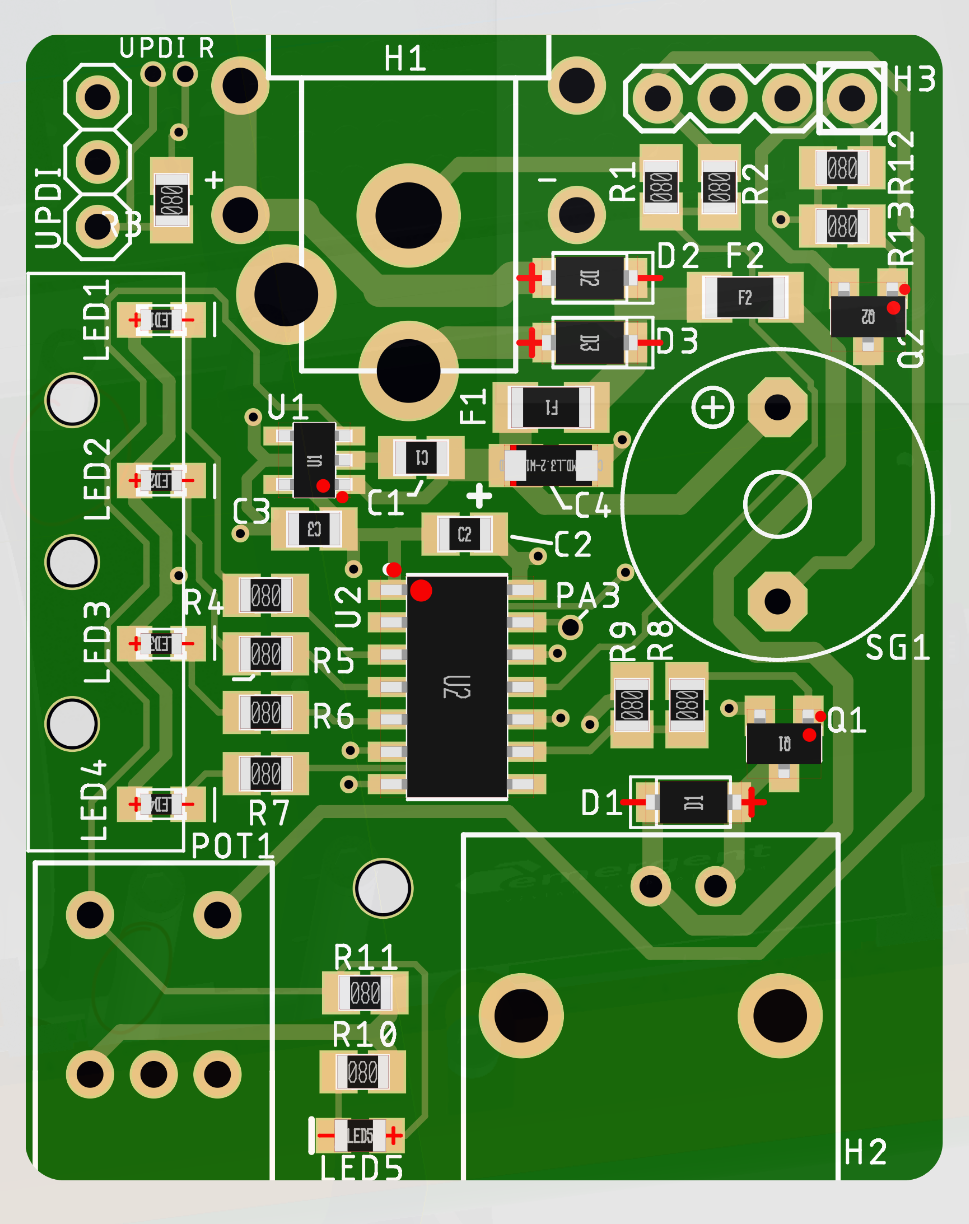 UPDI R
H1
H3
UPDI
R3
+
-
R1
R2
R12
R13
080
080
080
080
080
D2
D2
F2
F2
Q2
Q2
D3
D3
LED1
F1
F1
U1
U1
C1
C1
C4
LED2
C3
C3
C2
C2
+
PA3
U2
U2
R4
080
R5
080
R6
080
R7
080
LED3
R9
R8
080
080
SG1
Q1
Q1
D1
D1
LED4
POT1
R11
080
R10
080
LED5
LED5
H2
emergent